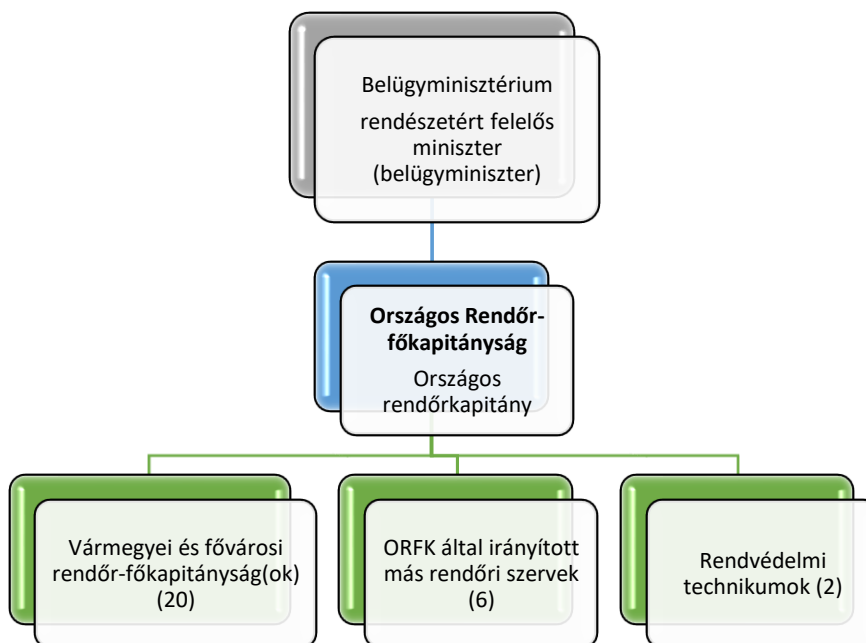 Belügyminisztérium
rendészetért felelős
miniszter
(belügyminiszter)
Országos Rendőr-
főkapitányság
Országos
rendőrkapitány
Vármegyei és fővárosi
rendőr-főkapitányság(ok)
(20)
ORFK által irányított
más rendőri szervek
(6)
Rendvédelmi
technikumok (2)